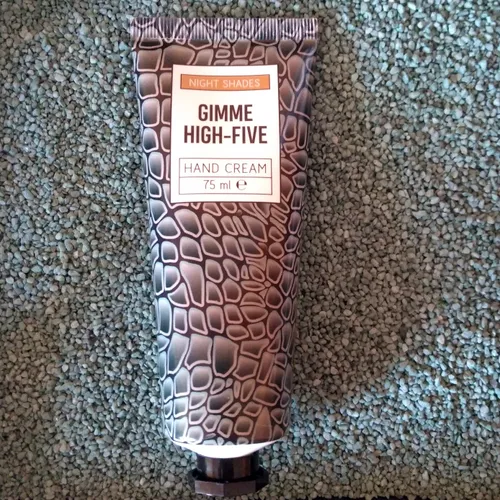 NIGHT SHADES
GIMME
HIGH-FIVE
HAND CREAM
75 ml ℮